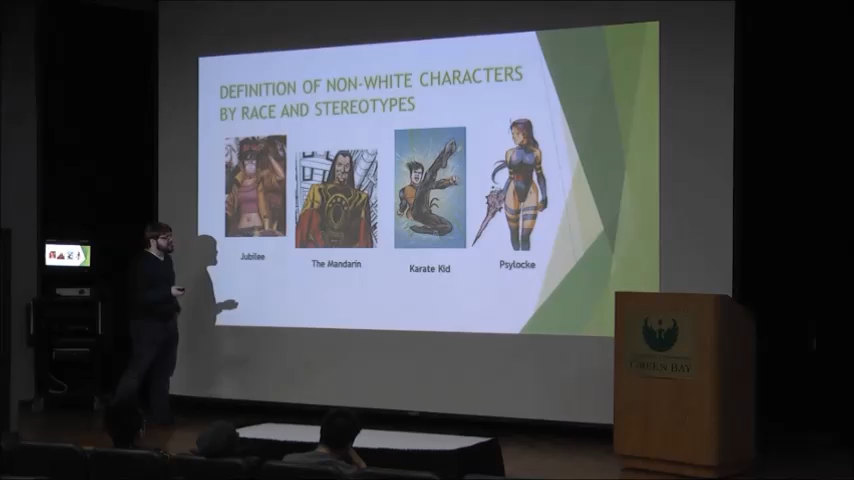 DEFINITION OF NON-WHITE CHARACTERS
BY RACE AND STEREOTYPES
Jubilee
The Mandarin
Karate Kid
Psylocke
GREEN BAY